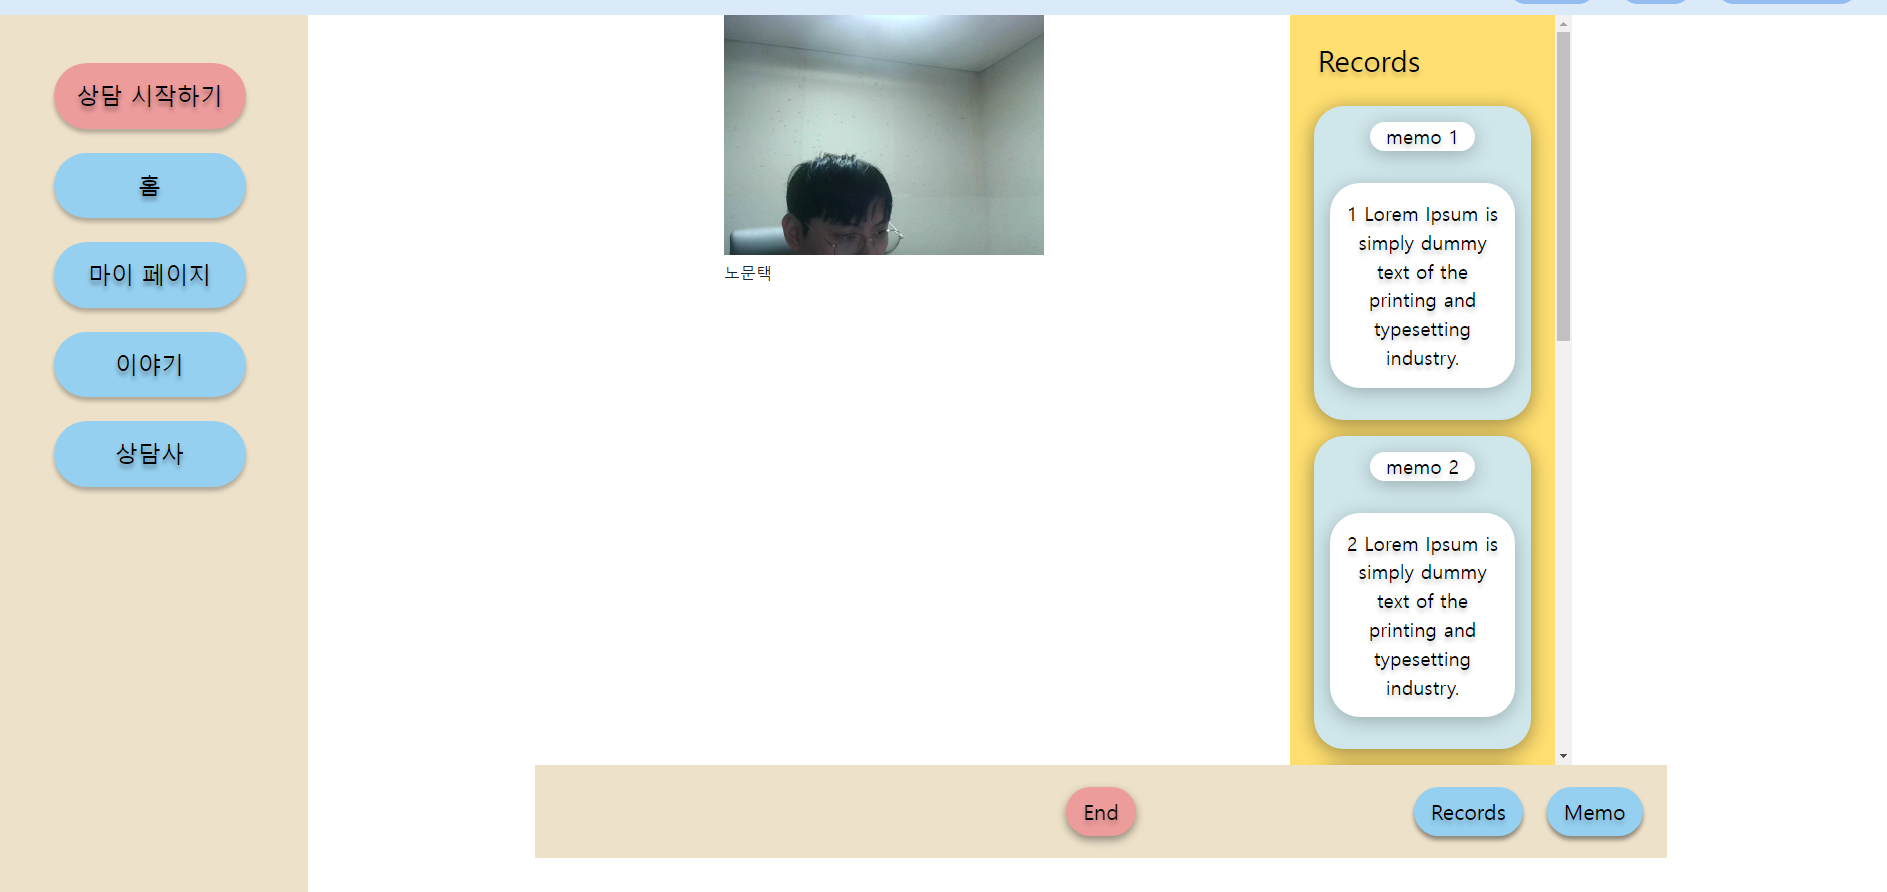 상담 시작하기
홈
마이 페이지
이야기
상담사
노문택
Records
memo 1
1 Lorem Ipsum is
simply dummy
text of the
printing and
typesetting
industry.
memo 2
2 Lorem Ipsum is
simply dummy
text of the
printing and
typesetting
industry.
End
Records
Memo